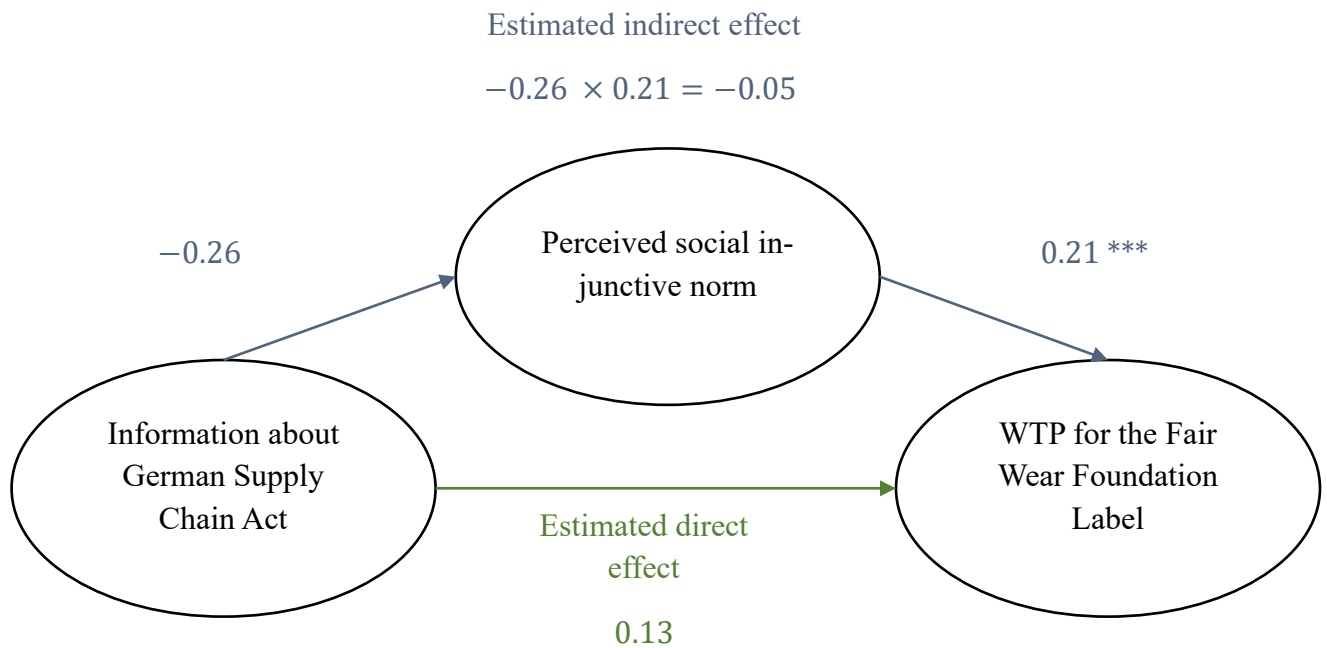 Estimated indirect effect
−0.26 × 0.21 = −0.05
Perceived social in-
junctive norm
−0.26
0.21 ***
Information about
German Supply
Chain Act
WTP for the Fair
Wear Foundation
Label
Estimated direct
effect
0.13